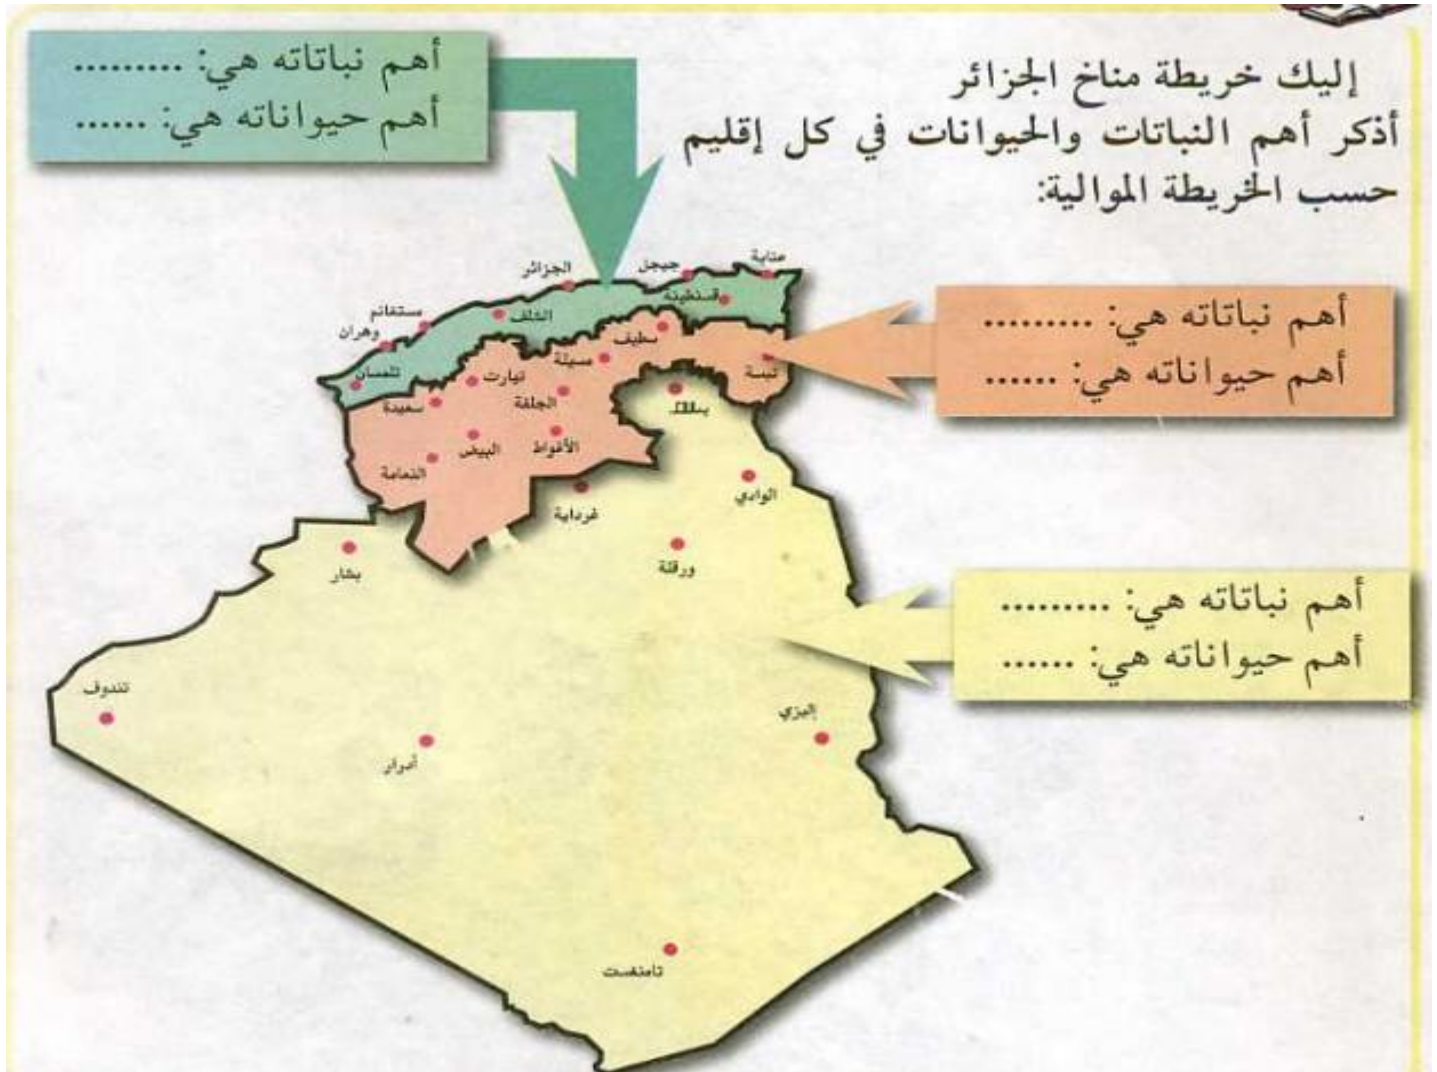 إليك خريطة مناخ الجزائر
أذكر أهم النباتات والحيوانات في كل إقليم
حسب الخريطة الموالية:
أهم نباتاته هي: .........
أهم حيواناته هي: ......
أهم نباتاته هي: .........
أهم حيواناته هي: ......
أهم نباتاته هي: .........
أهم حيواناته هي: ......
عنابة
جيجل
الجزائر
قسنطينة
الشلف
مستغانم
وهران
سطيف
مسيلة
تبسة
تلمسان
تيارت
سعيدة
الجلفة
الأغواط
البيض
النعامة
الوادي
غرداية
ورقلة
بشار
تندوف
إليزي
أدرار
تامنغست